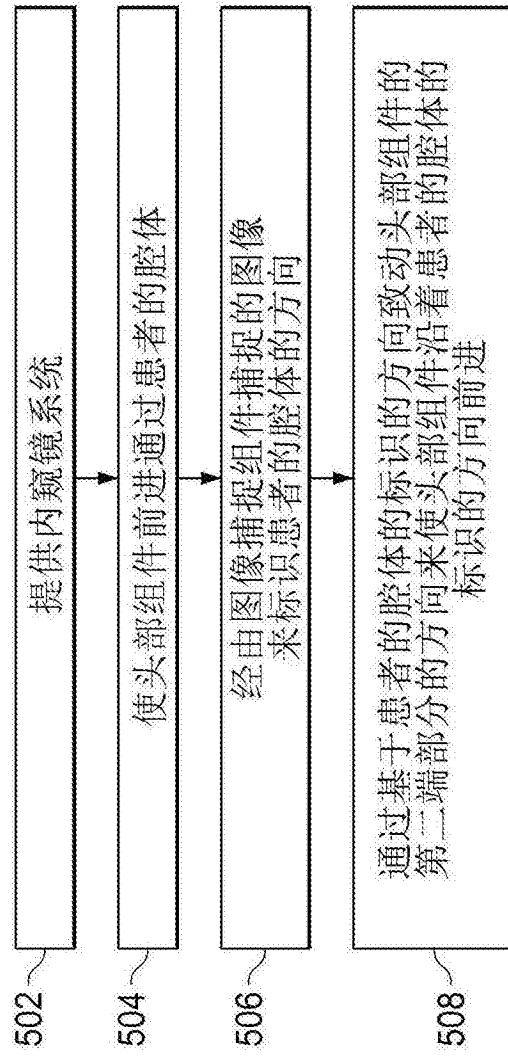 502
提供内窥镜系统
504
使头部组件前进通过患者的腔体
506
经由图像捕捉组件捕捉的图像
来标识患者的腔体的方向
508
通过基于患者的腔体的标识的方向致动头部组件的
第二端部分的方向来使头部组件沿着患者的腔体的
标识的方向前进